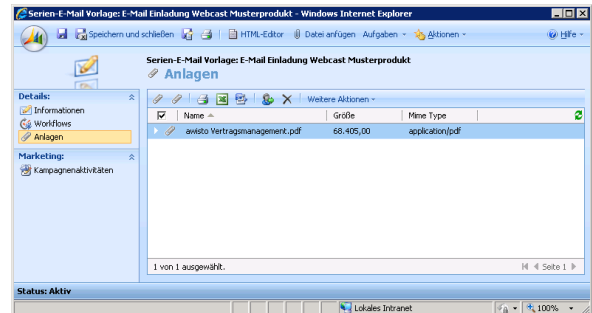 Serien-E-Mail Vorlage: E-Mail Einladung Webcast Musterprodukt - Windows Internet Explorer
Speichern und schließen HTML-Editor Datei anfügen Aufgaben Aktionen Hilfe
Serien-E-Mail Vorlage: E-Mail Einladung Webcast Musterprodukt
Anlagen
Details:
Informationen
Workflows
Anlagen
Marketing:
Kampagnenaktivitäten
Weitere Aktionen
Name Größe Mime Type
awisto Vertragsmanagement.pdf 68.405,00 application/pdf
1 von 1 ausgewählt. Seite 1
Status: Aktiv
Lokales Intranet 100%